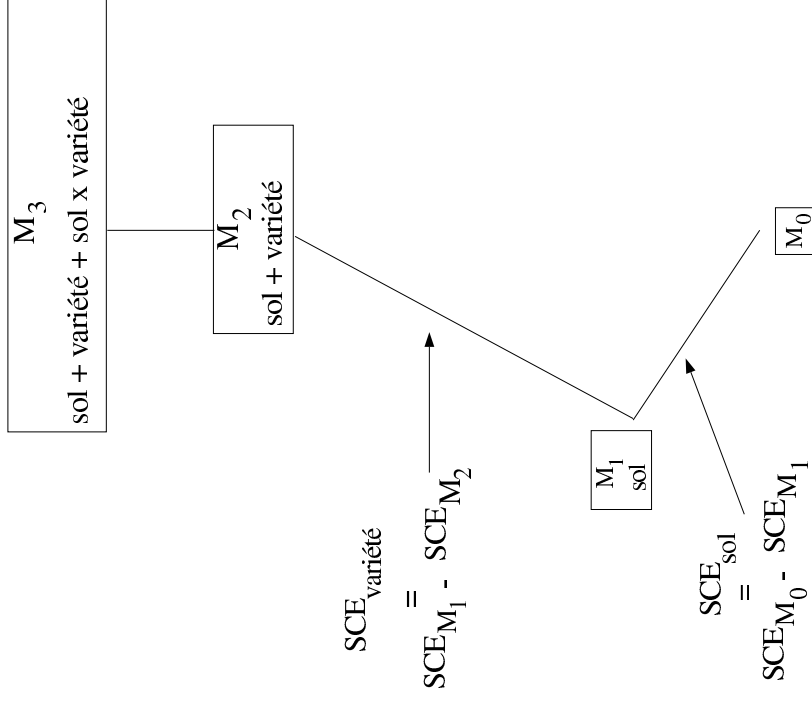 M3
sol + variété + sol x variété
M2
sol + variété
SCEvariété
=
SCEM1 - SCEM2
M1
sol
SCEsol
=
SCEM0 - SCEM1
M0